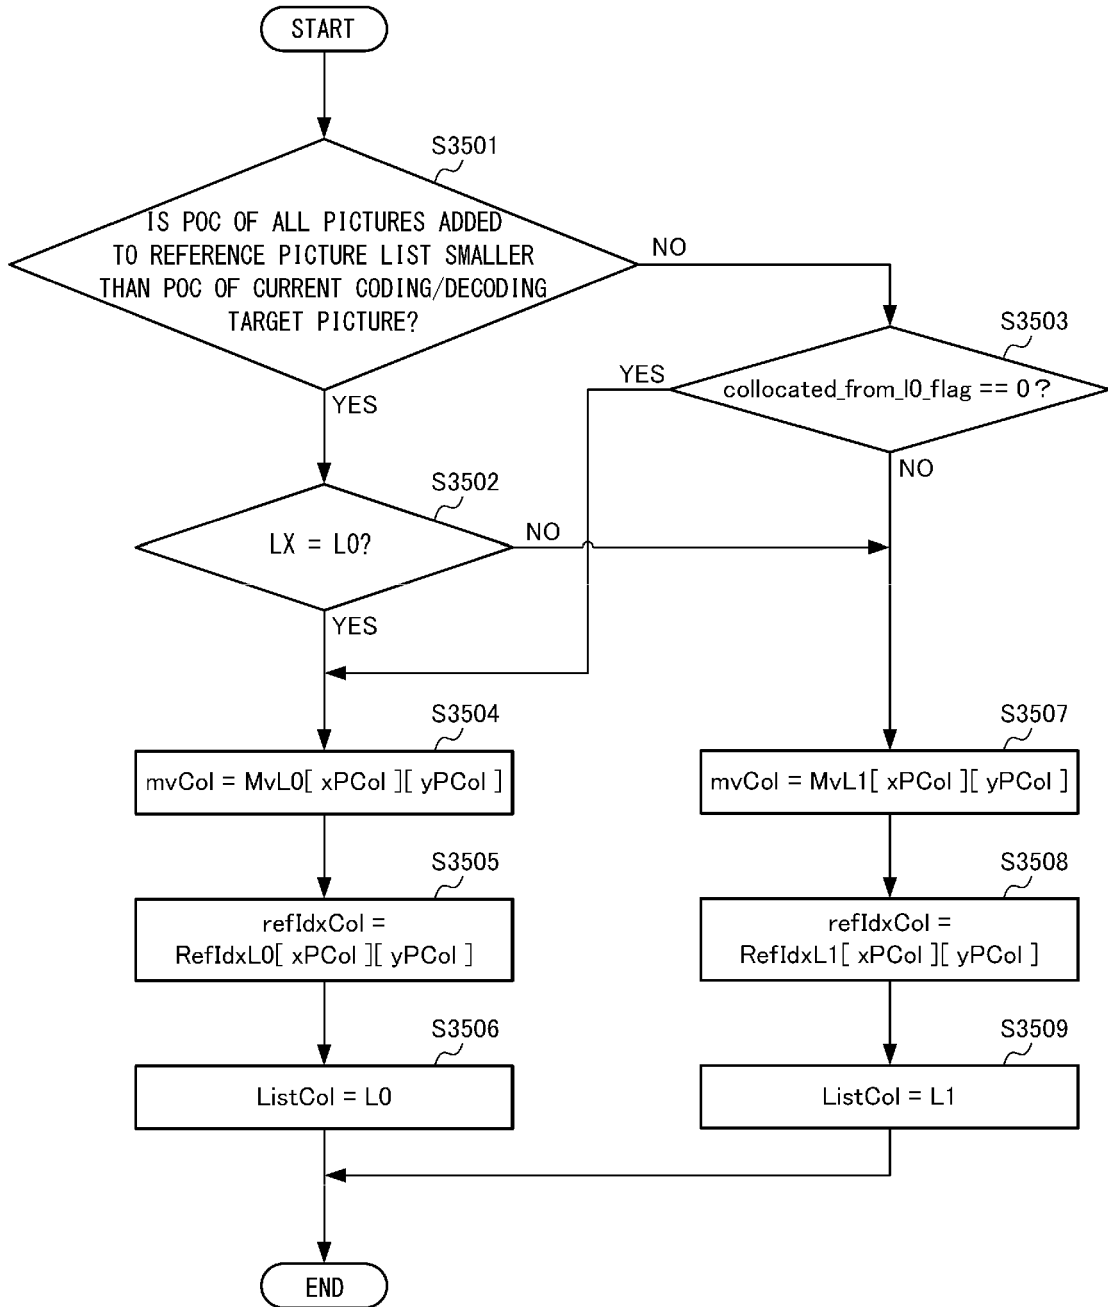 START
S3501
IS POC OF ALL PICTURES ADDED
TO REFERENCE PICTURE LIST SMALLER
THAN POC OF CURRENT CODING/DECODING
TARGET PICTURE?
NO
YES
S3503
collocated_from_l0_flag == 0?
YES
NO
S3502
LX = L0?
NO
YES
S3504
mvCol = MvL0[ xPCol ][ yPCol ]
S3507
mvCol = MvL1[ xPCol ][ yPCol ]
S3505
refIdxCol =
RefIdxL0[ xPCol ][ yPCol ]
S3508
refIdxCol =
RefIdxL1[ xPCol ][ yPCol ]
S3506
ListCol = L0
S3509
ListCol = L1
END